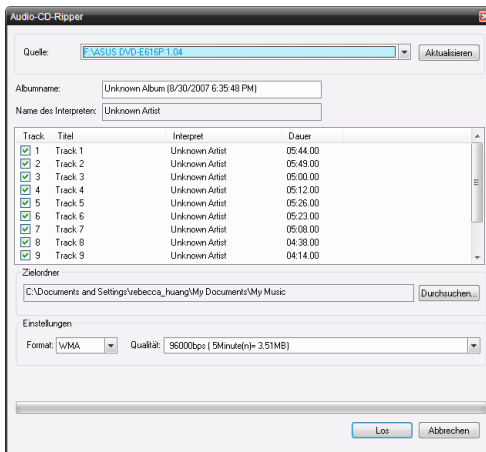 Audio-CD-Ripper
Quelle: F:\ASUS DVD-E616P 1.04 Aktualisieren
Albumname: Unknown Album (8/30/2007 6:35:48 PM)
Name des Interpreten: Unknown Artist
Track Titel Interpret Dauer
1 Track 1 Unknown Artist 05:44.00
2 Track 2 Unknown Artist 05:49.00
3 Track 3 Unknown Artist 05:00.00
4 Track 4 Unknown Artist 05:12.00
5 Track 5 Unknown Artist 05:26.00
6 Track 6 Unknown Artist 05:23.00
7 Track 7 Unknown Artist 05:08.00
8 Track 8 Unknown Artist 04:38.00
9 Track 9 Unknown Artist 04:14.00
Zielordner
C:\Documents and Settings\rebecca_huang\My Documents\My Music Durchsuchen...
Einstellungen
Format: WMA Qualität: 96000bps ( 5Minute(n)= 3.51MB)
Los Abbrechen